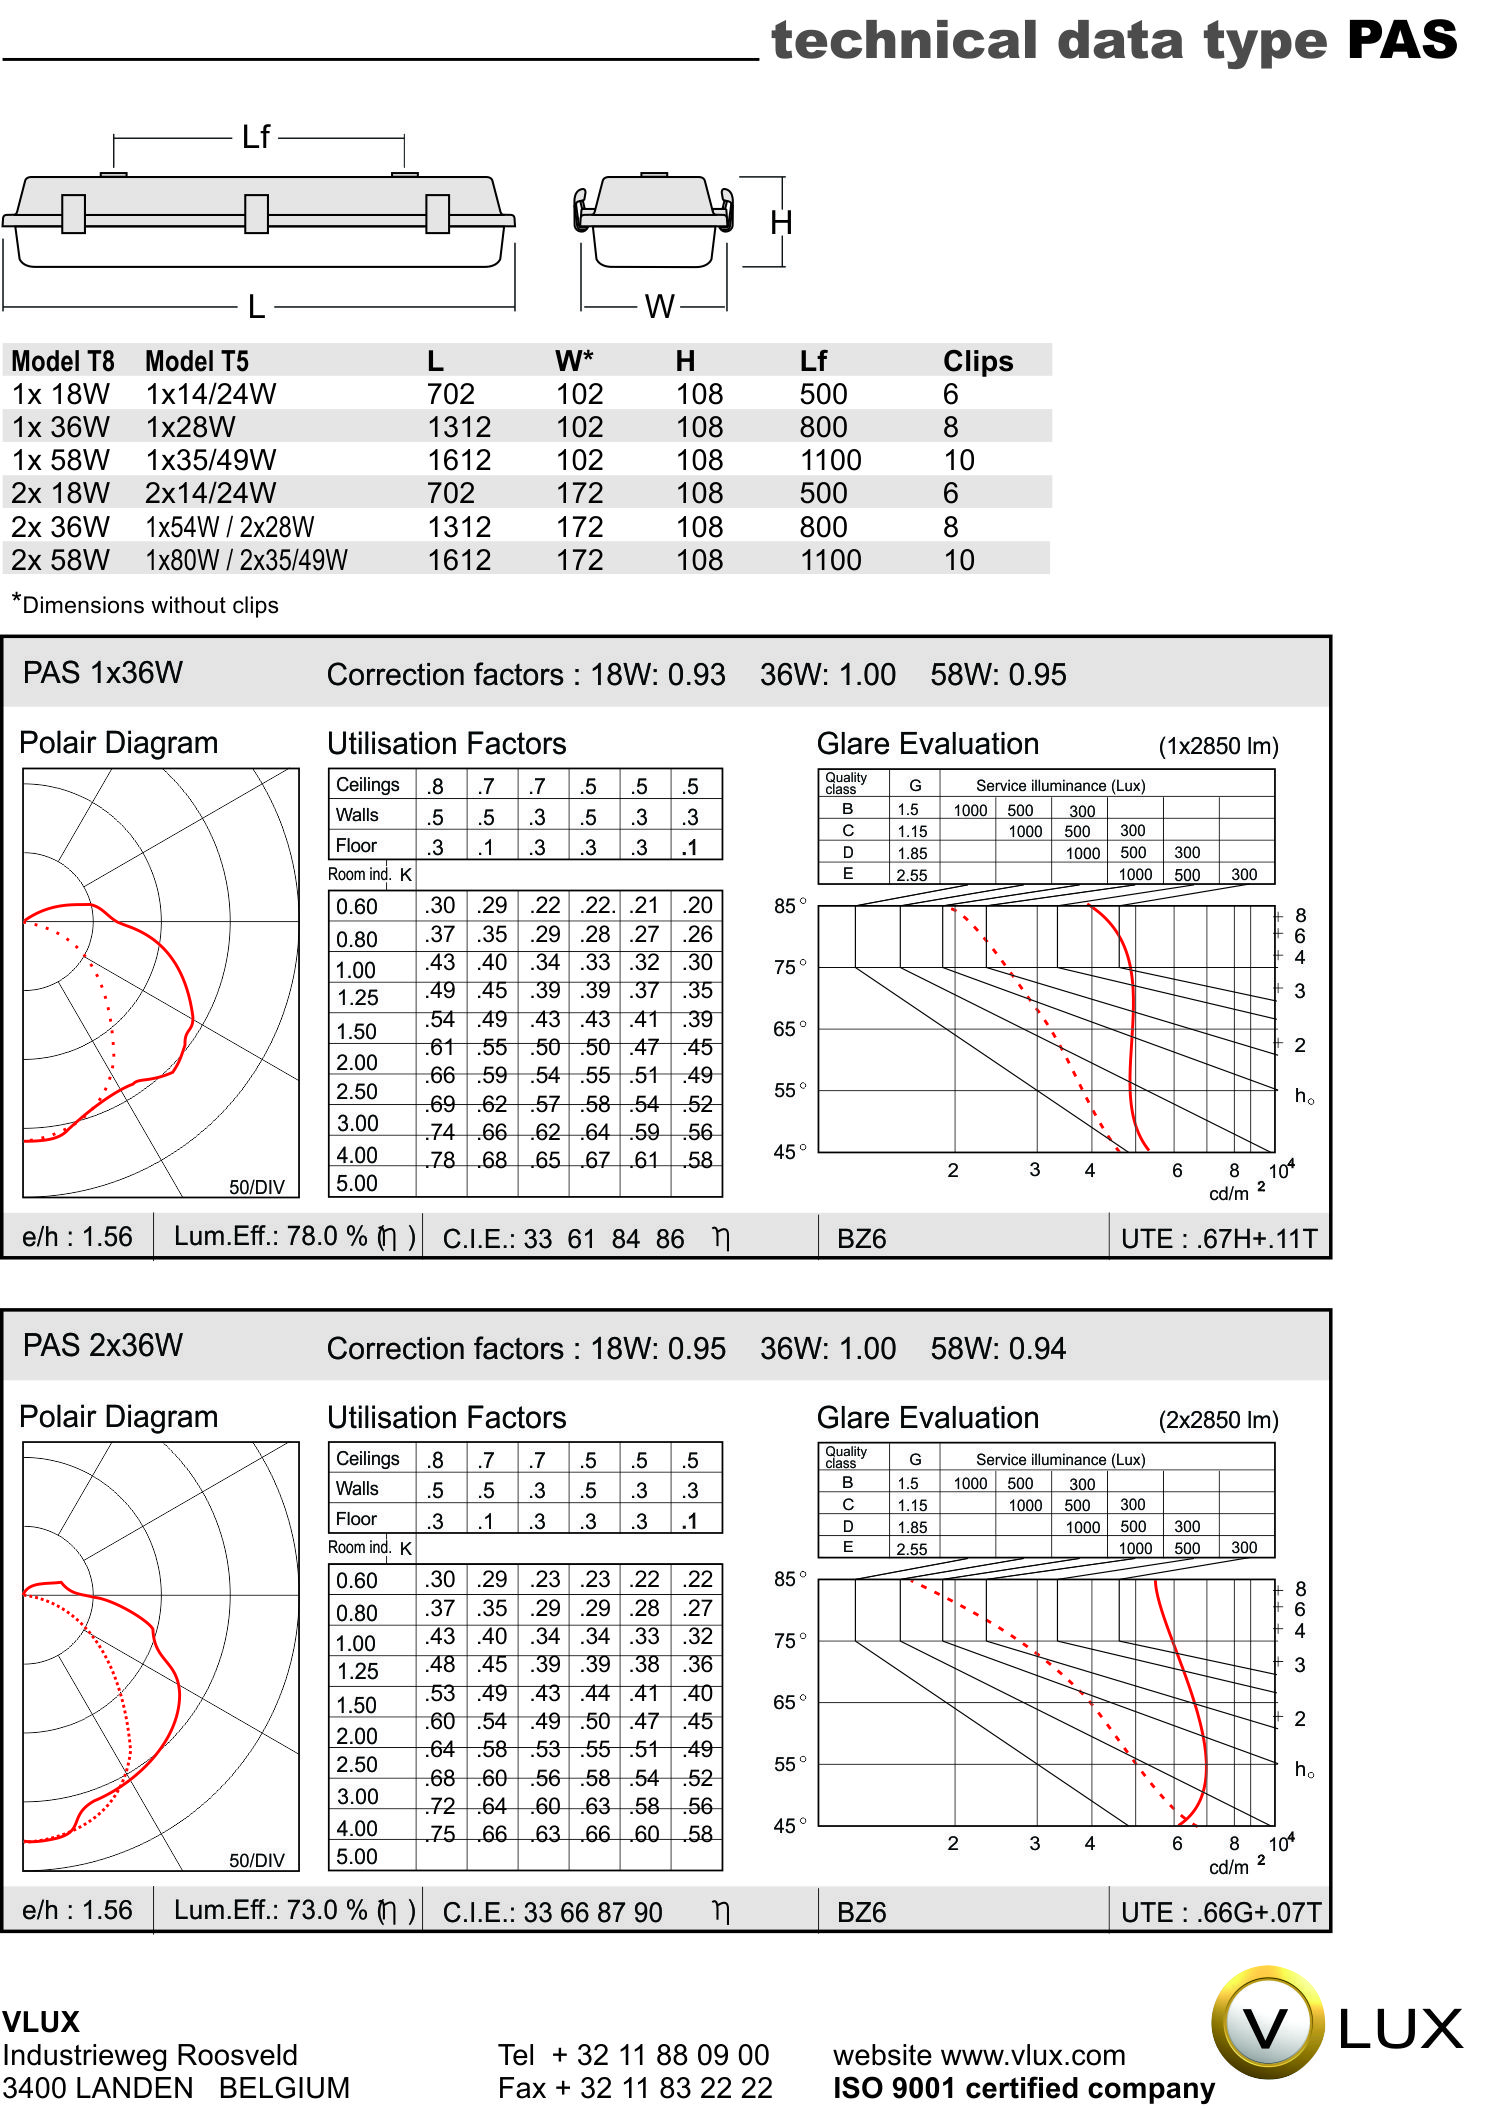 technical data type PAS
Lf
H
L
W
Model T8 Model T5 L W* H Lf Clips
1x 18W 1x14/24W 702 102 108 500 6
1x 36W 1x28W 1312 102 108 800 8
1x 58W 1x35/49W 1612 102 108 1100 10
2x 18W 2x14/24W 702 172 108 500 6
2x 36W 1x54W / 2x28W 1312 172 108 800 8
2x 58W 1x80W / 2x35/49W 1612 172 108 1100 10
*Dimensions without clips
PAS 1x36W Correction factors : 18W: 0.93 36W: 1.00 58W: 0.95
Polair Diagram
50/DIV
Utilisation Factors
Ceilings .8 .7 .7 .5 .5 .5
Walls .5 .5 .3 .5 .3 .3
Floor .3 .1 .3 .3 .3 .1
Room ind. K
0.60 .30 .29 .22 .22. .21 .20
0.80 .37 .35 .29 .28 .27 .26
1.00 .43 .40 .34 .33 .32 .30
1.25 .49 .45 .39 .39 .37 .35
1.50 .54 .49 .43 .43 .41 .39
2.00 .61 .55 .50 .50 .47 .45
2.50 .66 .59 .54 .55 .51 .49
3.00 .69 .62 .57 .58 .54 .52
4.00 .74 .66 .62 .64 .59 .56
5.00 .78 .68 .65 .67 .61 .58
Glare Evaluation (1x2850 lm)
Quality class G Service illuminance (Lux)
B 1.5 1000 500 300
C 1.15 1000 500 300
D 1.85 1000 500 300
E 2.55 1000 500 300
85°
75°
65°
55°
45°
8
6
4
3
2
h○
2 3 4 6 8 10⁴
cd/m ²
e/h : 1.56 Lum.Eff.: 78.0 % (η ) C.I.E.: 33 61 84 86 η BZ6 UTE : .67H+.11T
PAS 2x36W Correction factors : 18W: 0.95 36W: 1.00 58W: 0.94
Polair Diagram
50/DIV
Utilisation Factors
Ceilings .8 .7 .7 .5 .5 .5
Walls .5 .5 .3 .5 .3 .3
Floor .3 .1 .3 .3 .3 .1
Room ind. K
0.60 .30 .29 .23 .23 .22 .22
0.80 .37 .35 .29 .29 .28 .27
1.00 .43 .40 .34 .34 .33 .32
1.25 .48 .45 .39 .39 .38 .36
1.50 .53 .49 .43 .44 .41 .40
2.00 .60 .54 .49 .50 .47 .45
2.50 .64 .58 .53 .55 .51 .49
3.00 .68 .60 .56 .58 .54 .52
4.00 .72 .64 .60 .63 .58 .56
5.00 .75 .66 .63 .66 .60 .58
Glare Evaluation (2x2850 lm)
Quality class G Service illuminance (Lux)
B 1.5 1000 500 300
C 1.15 1000 500 300
D 1.85 1000 500 300
E 2.55 1000 500 300
85°
75°
65°
55°
45°
8
6
4
3
2
h○
2 3 4 6 8 10⁴
cd/m ²
e/h : 1.56 Lum.Eff.: 73.0 % (η ) C.I.E.: 33 66 87 90 η BZ6 UTE : .66G+.07T
VLUX
Industrieweg Roosveld
3400 LANDEN BELGIUM
Tel + 32 11 88 09 00
Fax + 32 11 83 22 22
website www.vlux.com
ISO 9001 certified company
V LUX